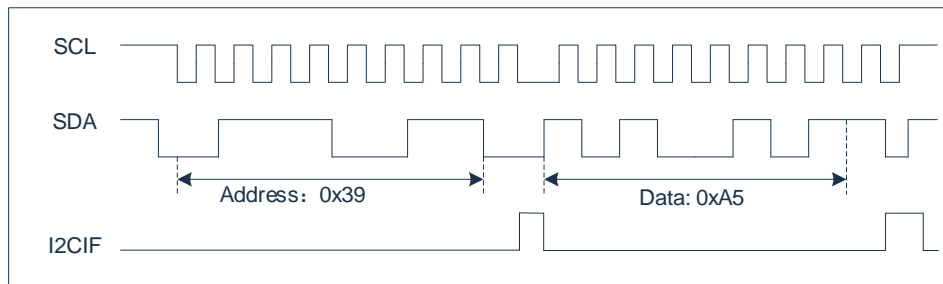 SCL
SDA
Address：0x39
Data: 0xA5
I2CIF